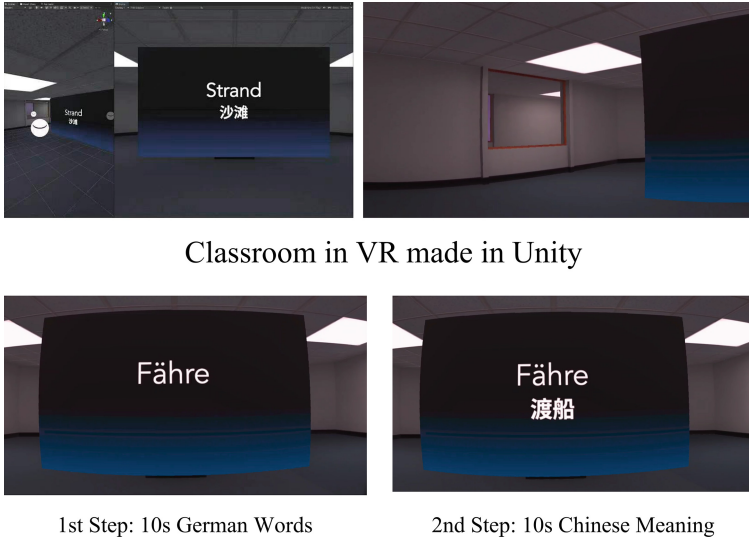 Strand
沙滩
Strand
沙滩
Classroom in VR made in Unity
Fähre
Fähre
渡船
1st Step: 10s German Words
2nd Step: 10s Chinese Meaning